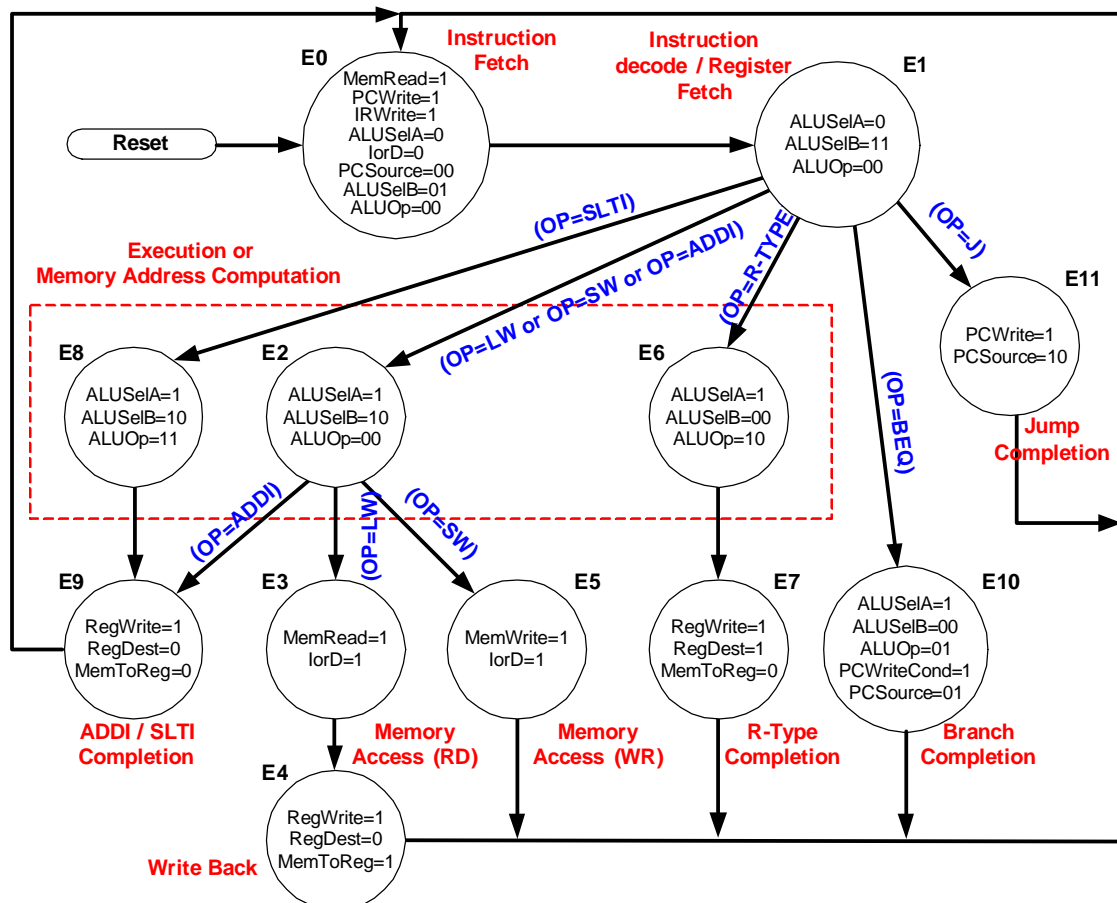 Instruction
Fetch
E0
MemRead=1
PCWrite=1
IRWrite=1
ALUSelA=0
IorD=0
PCSource=00
ALUSelB=01
ALUOp=00
Reset
Instruction
decode / Register
Fetch
E1
ALUSelA=0
ALUSelB=11
ALUOp=00
(OP=SLTI)
(OP=LW or OP=SW or OP=ADDI)
(OP=R-TYPE)
(OP=BEQ)
(OP=J)
Execution or
Memory Address Computation
E8
ALUSelA=1
ALUSelB=10
ALUOp=11
E2
ALUSelA=1
ALUSelB=10
ALUOp=00
E6
ALUSelA=1
ALUSelB=00
ALUOp=10
E11
PCWrite=1
PCSource=10
Jump
Completion
(OP=ADDI)
(OP=LW)
(OP=SW)
E9
RegWrite=1
RegDest=0
MemToReg=0
ADDI / SLTI
Completion
E3
MemRead=1
IorD=1
Memory
Access (RD)
E5
MemWrite=1
IorD=1
Memory
Access (WR)
E7
RegWrite=1
RegDest=1
MemToReg=0
R-Type
Completion
E10
ALUSelA=1
ALUSelB=00
ALUOp=01
PCWriteCond=1
PCSource=01
Branch
Completion
E4
RegWrite=1
RegDest=0
MemToReg=1
Write Back